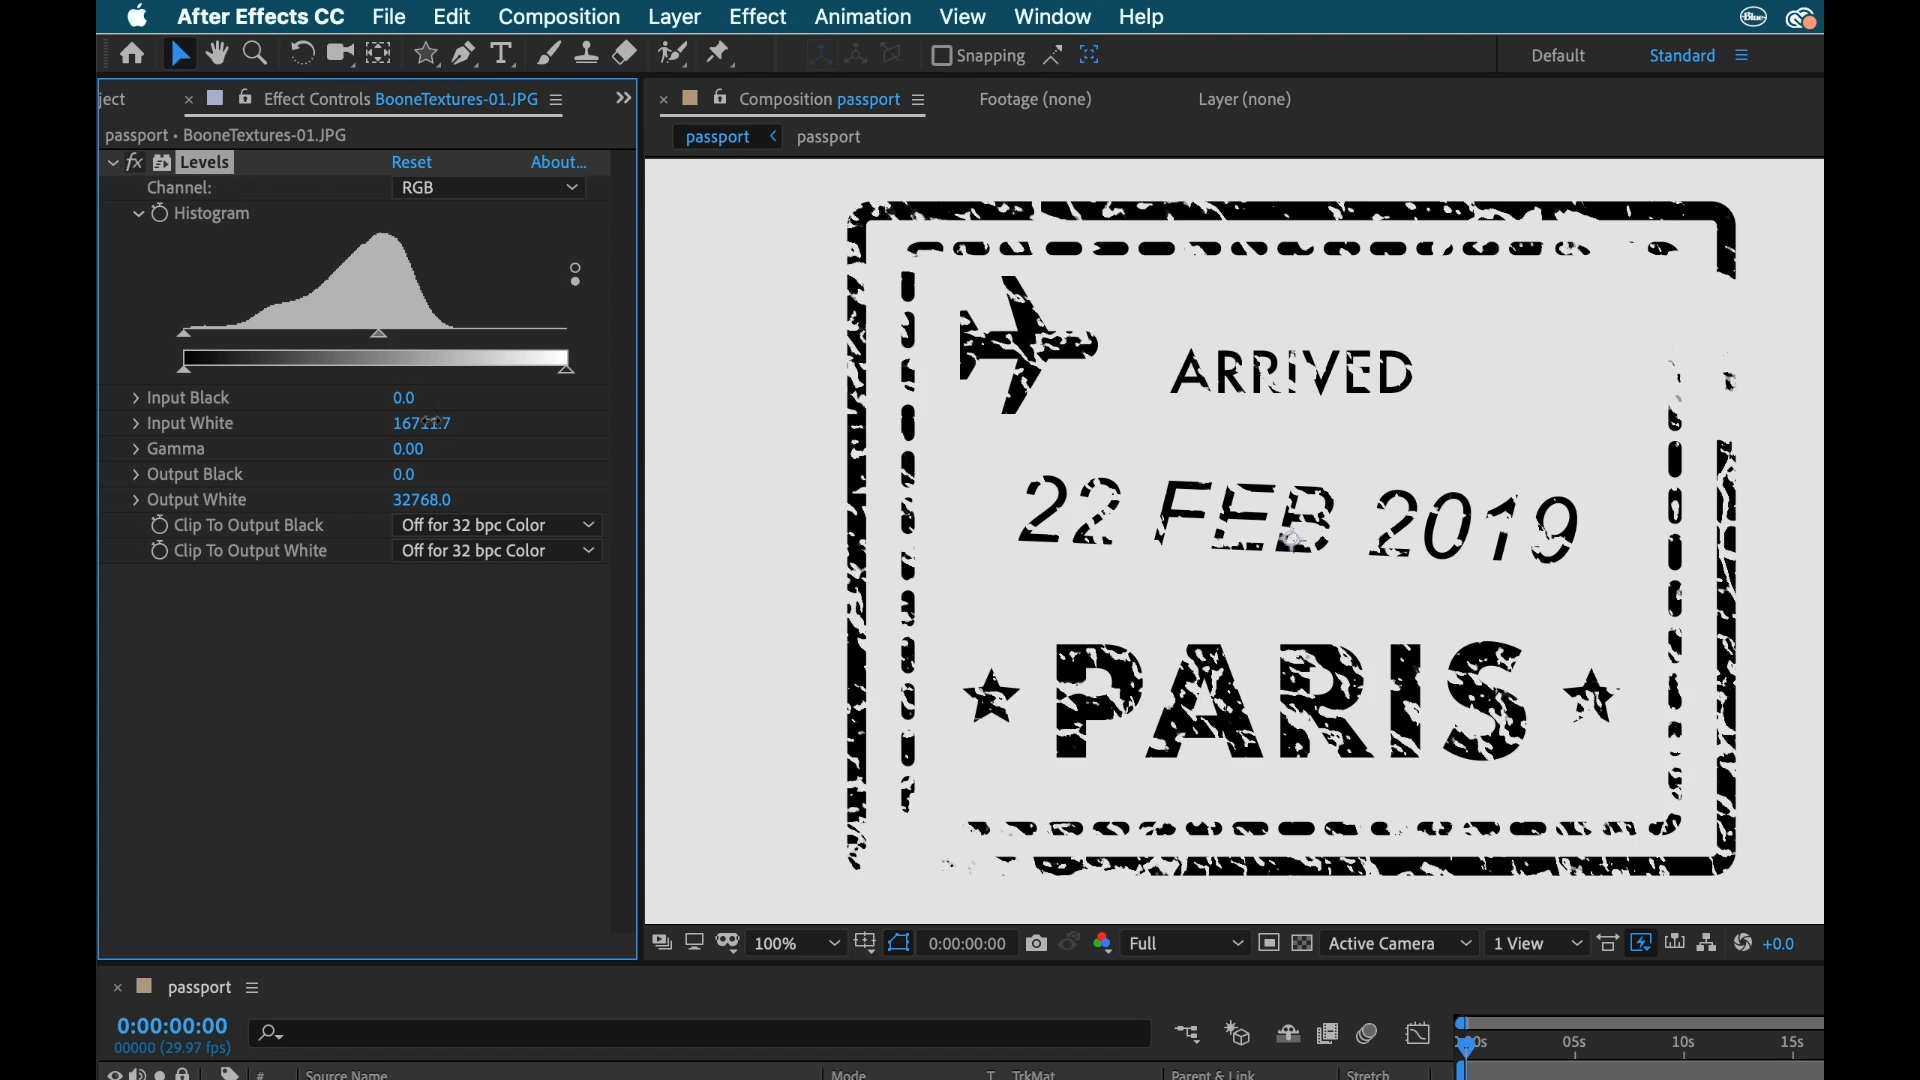 After Effects CC File Edit Composition Layer Effect Animation View Window Help
Snapping Default Standard
ject Effect Controls BooneTextures-01.JPG Composition passport Footage (none) Layer (none)
passport • BooneTextures-01.JPG passport passport
fx Levels Reset About...
Channel: RGB
Histogram
Input Black 0.0
Input White
Gamma 0.00
Output Black 0.0
Output White 32768.0
Clip To Output Black Off for 32 bpc Color
Clip To Output White Off for 32 bpc Color
ARRIVED
22 FEB 2019
PARIS
100% 0:00:00:00 Full Active Camera 1 View +0.0
passport
0:00:00:00
00000 (29.97 fps)
05s 10s 15s
# Source Name Mode T TrkMat Parent & Link Stretch